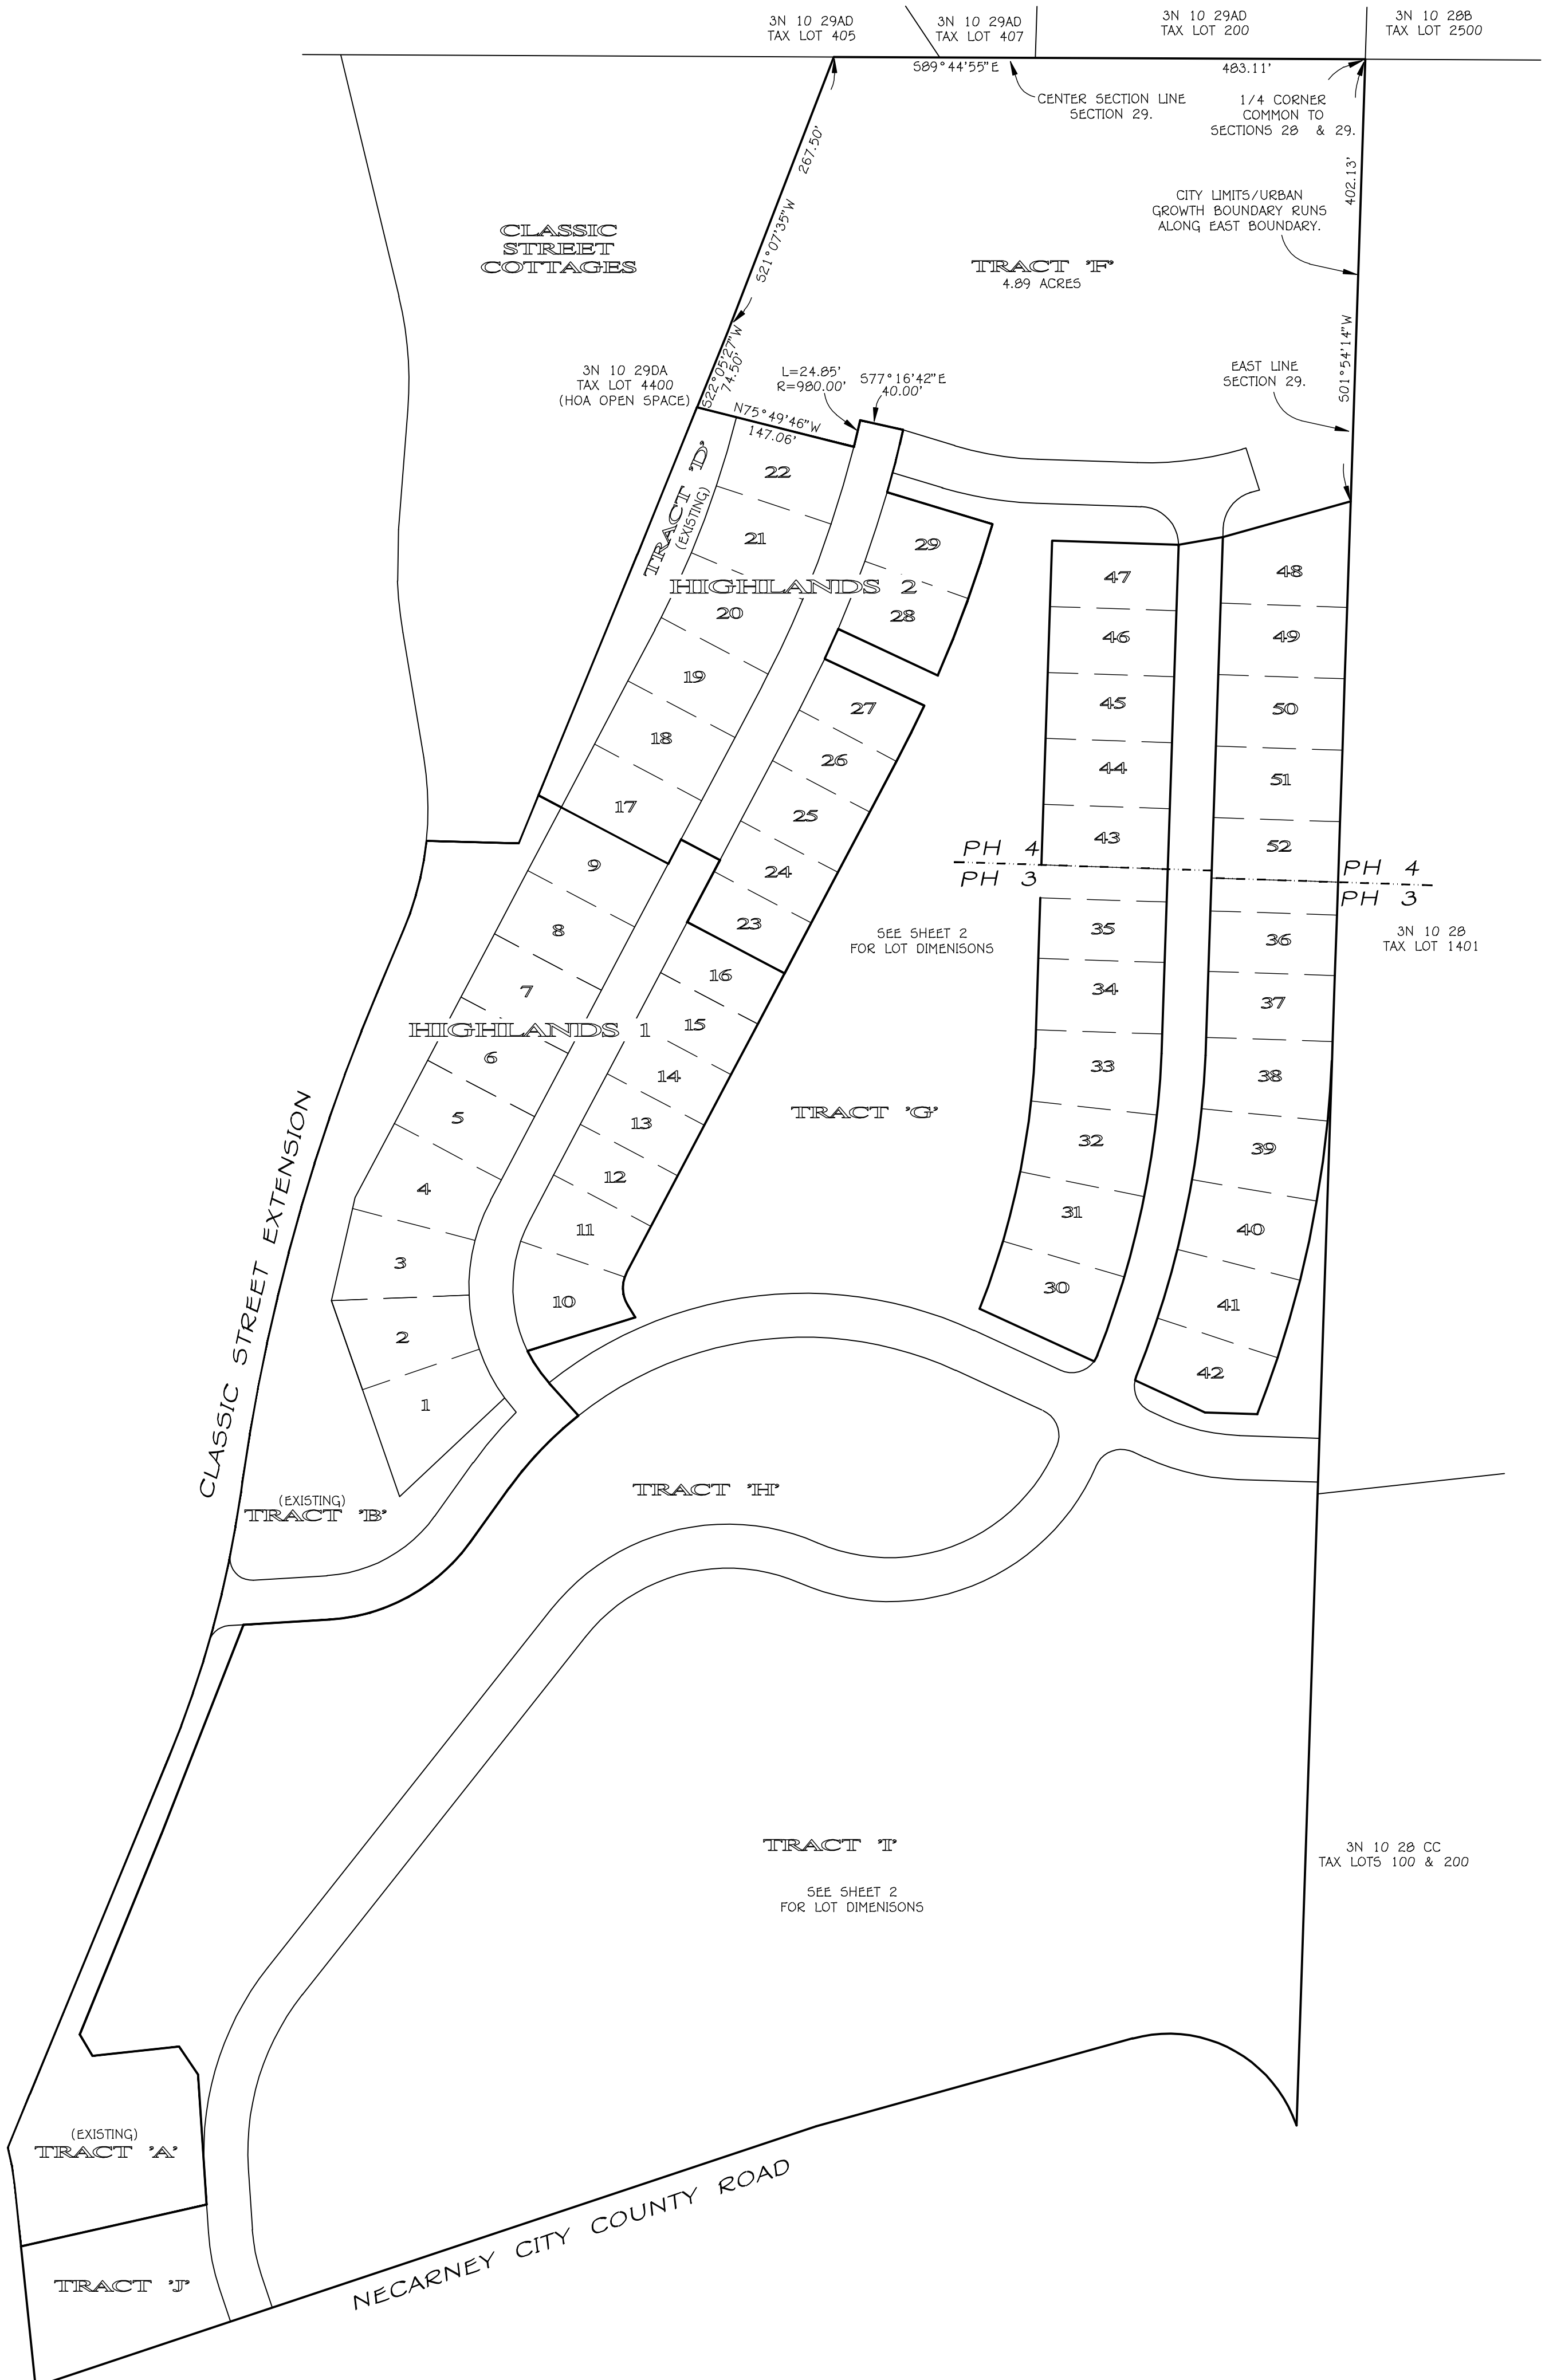 3N 10 29AD
TAX LOT 405
3N 10 29AD
TAX LOT 407
3N 10 29AD
TAX LOT 200
3N 10 28B
TAX LOT 2500
S89°44'55"E
483.11'
CENTER SECTION LINE
SECTION 29.
1/4 CORNER
COMMON TO
SECTIONS 28 & 29.
267.50'
S21°07'35"W
402.13'
CITY LIMITS/URBAN
GROWTH BOUNDARY RUNS
ALONG EAST BOUNDARY.
CLASSIC
STREET
COTTAGES
TRACT 'F'
4.89 ACRES
S01°54'14"W
EAST LINE
SECTION 29.
S22°05'27"W
74.50'
3N 10 29DA
TAX LOT 4400
(HOA OPEN SPACE)
L=24.85'
R=980.00'
S77°16'42"E
40.00'
N75°49'46"W
147.06'
TRACT 'D'
(EXISTING)
22
21
HIGHLANDS 2
20
19
18
17
29
28
27
26
25
24
23
47
46
45
44
43
48
49
50
51
52
PH 4
PH 3
PH 4
PH 3
SEE SHEET 2
FOR LOT DIMENISONS
3N 10 28
TAX LOT 1401
9
8
7
HIGHLANDS 1
6
5
4
3
2
1
16
15
14
13
12
11
10
35
34
33
32
31
30
36
37
38
39
40
41
42
TRACT 'G'
CLASSIC STREET EXTENSION
(EXISTING)
TRACT 'B'
TRACT 'H'
TRACT 'I'
SEE SHEET 2
FOR LOT DIMENISONS
3N 10 28 CC
TAX LOTS 100 & 200
(EXISTING)
TRACT 'A'
TRACT 'J'
NECARNEY CITY COUNTY ROAD